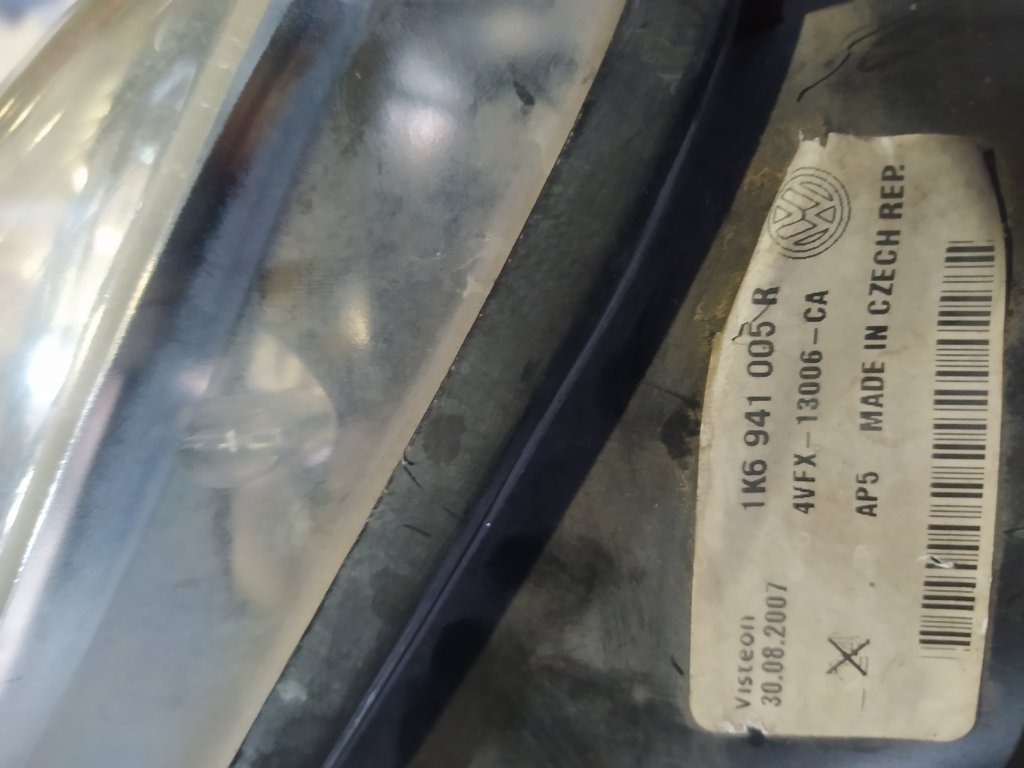 1K6 941 005 R
4VFX-13006-CA
AP5 MADE IN CZECH REP.
Visteon
30.08.2007